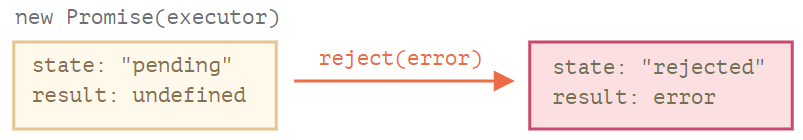 new Promise(executor)
state: "pending"
result: undefined
reject(error)
state: "rejected"
result: error